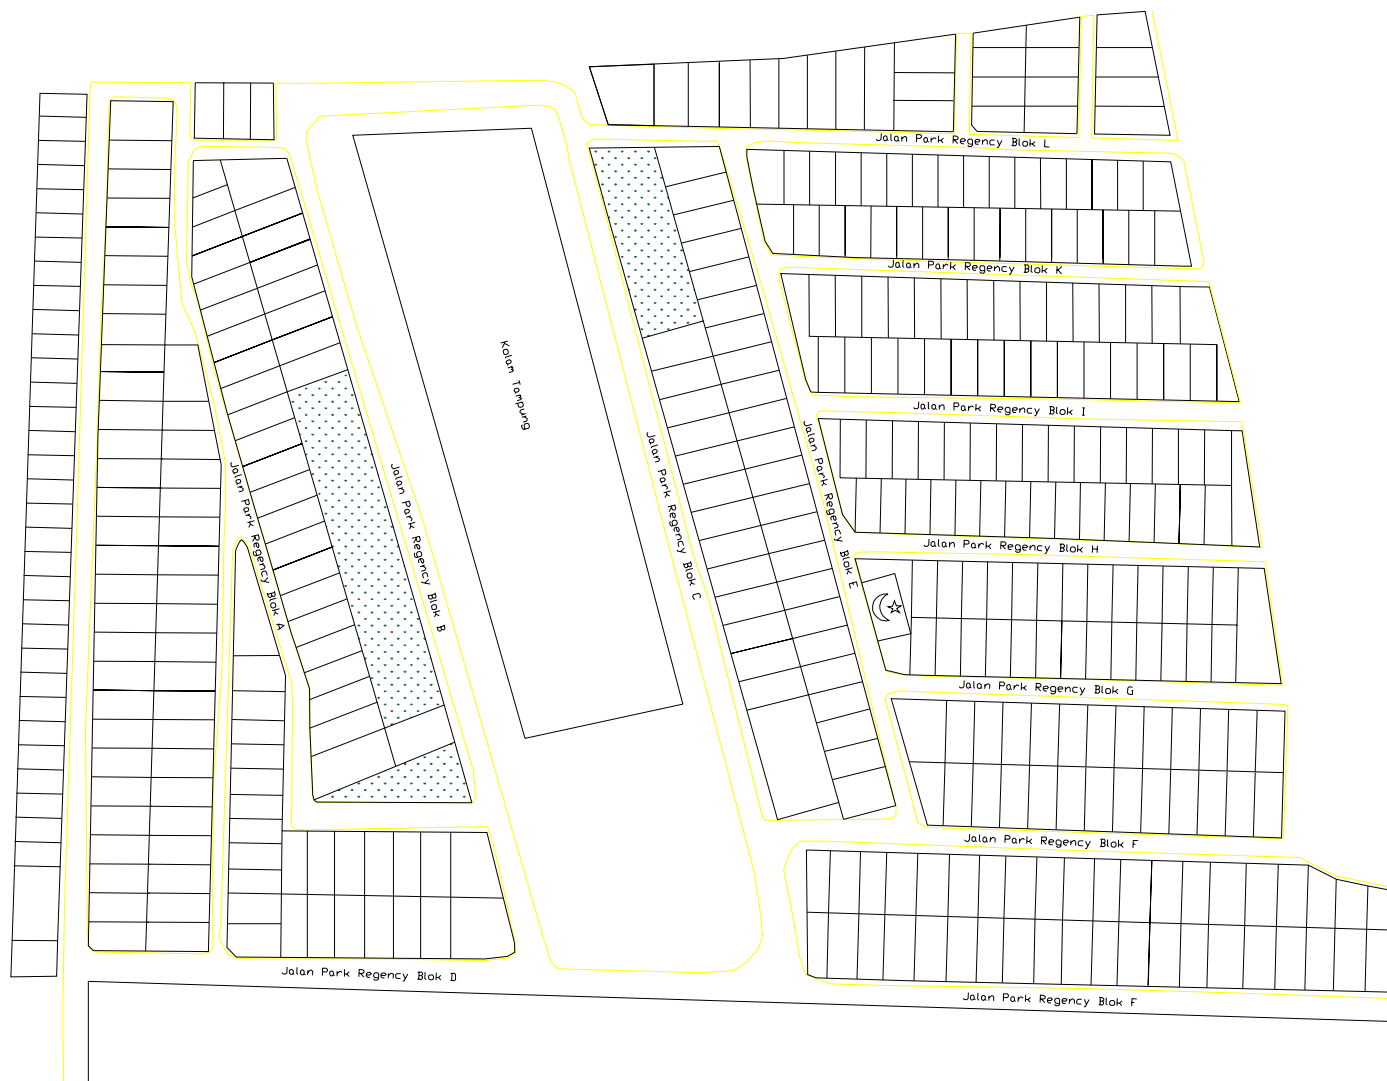 Jalan Park Regency Blok L
Jalan Park Regency Blok K
Kolam Tampung
Jalan Park Regency Blok I
Jalan Park Regency Blok A
Jalan Park Regency Blok B
Jalan Park Regency Blok C
Jalan Park Regency Blok E
Jalan Park Regency Blok H
Jalan Park Regency Blok G
Jalan Park Regency Blok F
Jalan Park Regency Blok D
Jalan Park Regency Blok F